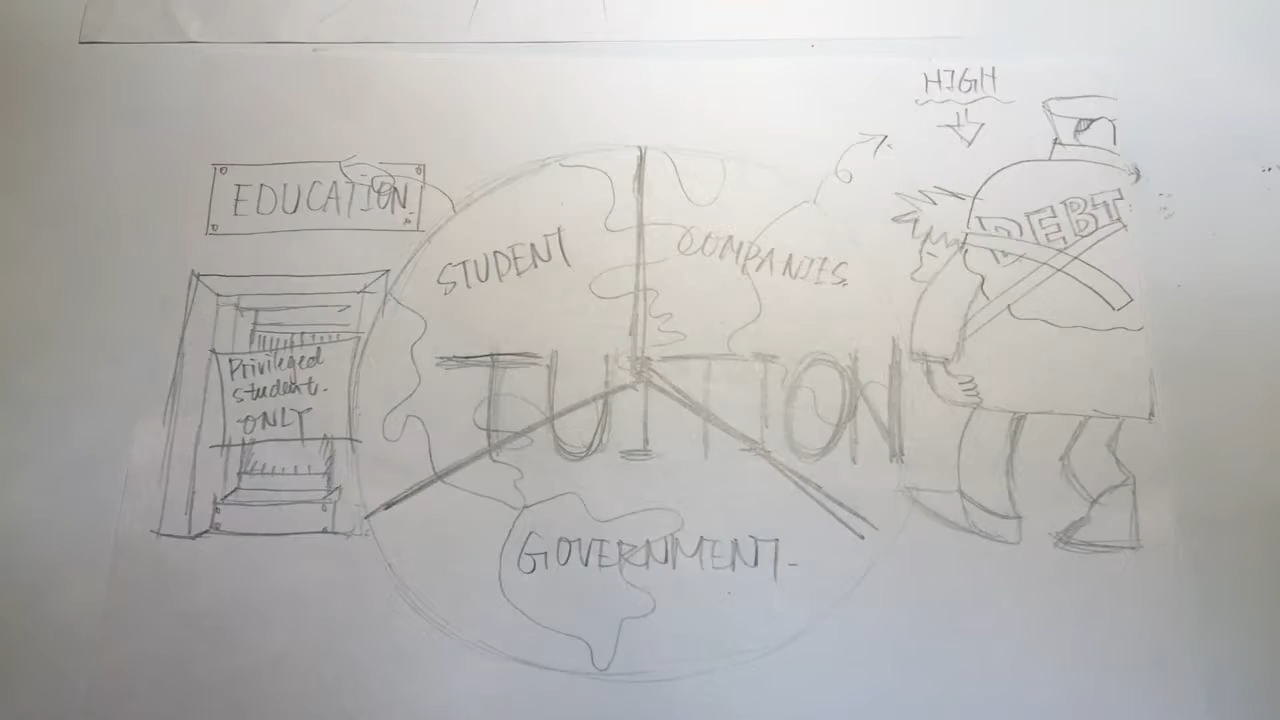 HIGH
EDUCATION
DEBT
STUDENT
COMPANIES.
Privileged
student.
ONLY
TUITION
GOVERNMENT.